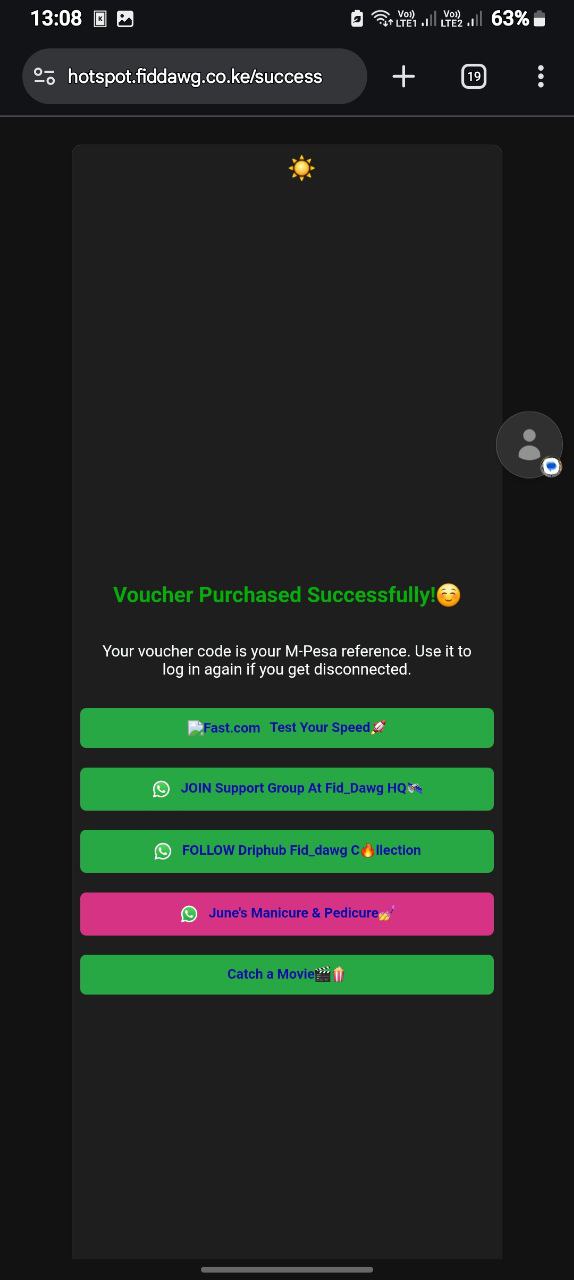 13:08 Vo)) LTE1 Vo)) LTE2 63%
hotspot.fiddawg.co.ke/success 19
☀️
Voucher Purchased Successfully!☺️
Your voucher code is your M-Pesa reference. Use it to
log in again if you get disconnected.
Fast.com Test Your Speed🚀
JOIN Support Group At Fid_Dawg HQ🛰️
FOLLOW Driphub Fid_dawg C🔥llection
June's Manicure & Pedicure💅
Catch a Movie🎬🍿